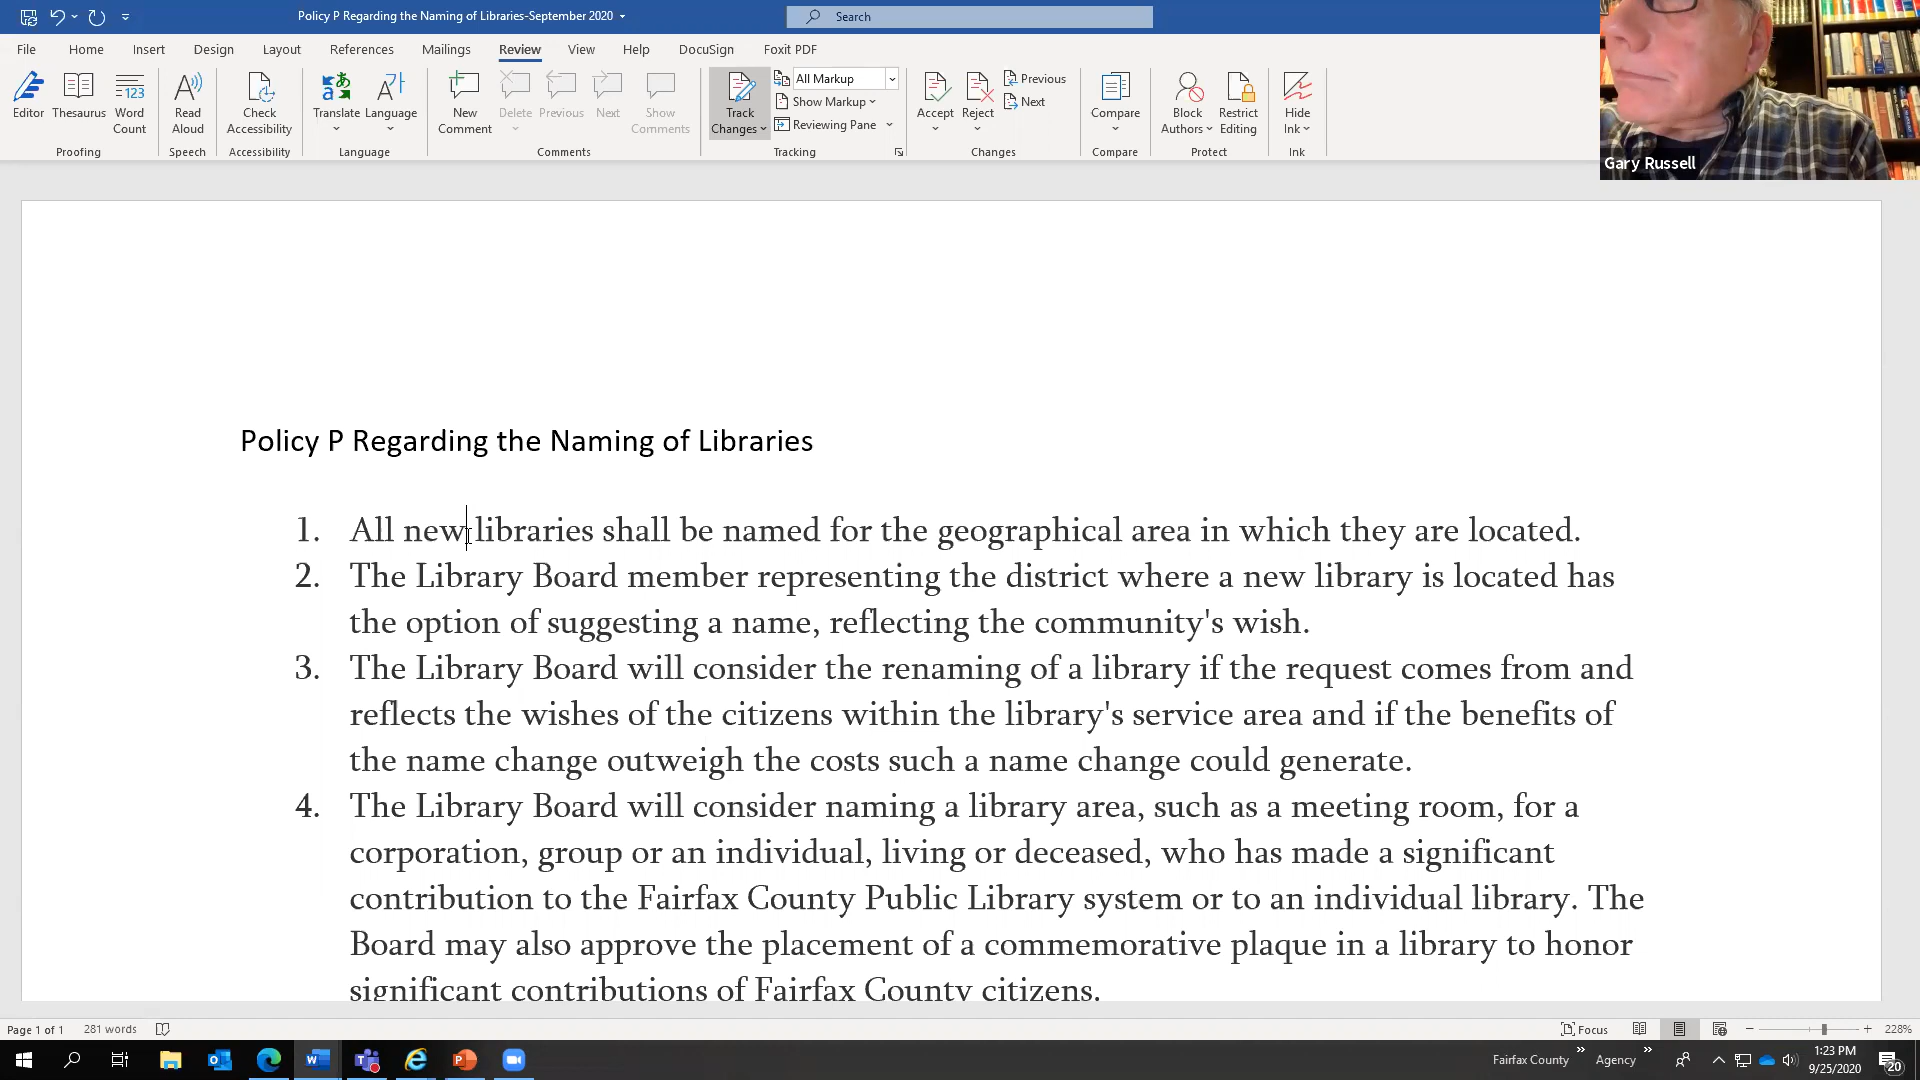 Policy P Regarding the Naming of Libraries-September 2020
Search
File Home Insert Design Layout References Mailings Review View Help DocuSign Foxit PDF
Editor Thesaurus Word Count
Read Aloud
Check Accessibility
Translate Language
New Comment Delete Previous Next Show Comments
Track Changes All Markup
Show Markup
Reviewing Pane
Accept Reject Previous
Next
Compare
Block Authors Restrict Editing
Hide Ink
Proofing Speech Accessibility Language Comments Tracking Changes Compare Protect Ink
Gary Russell
Policy P Regarding the Naming of Libraries
1. All new libraries shall be named for the geographical area in which they are located.
2. The Library Board member representing the district where a new library is located has
the option of suggesting a name, reflecting the community's wish.
3. The Library Board will consider the renaming of a library if the request comes from and
reflects the wishes of the citizens within the library's service area and if the benefits of
the name change outweigh the costs such a name change could generate.
4. The Library Board will consider naming a library area, such as a meeting room, for a
corporation, group or an individual, living or deceased, who has made a significant
contribution to the Fairfax County Public Library system or to an individual library. The
Board may also approve the placement of a commemorative plaque in a library to honor
significant contributions of Fairfax County citizens.
Page 1 of 1 281 words Focus 228%
Fairfax County » Agency » 1:23 PM
9/25/2020
20